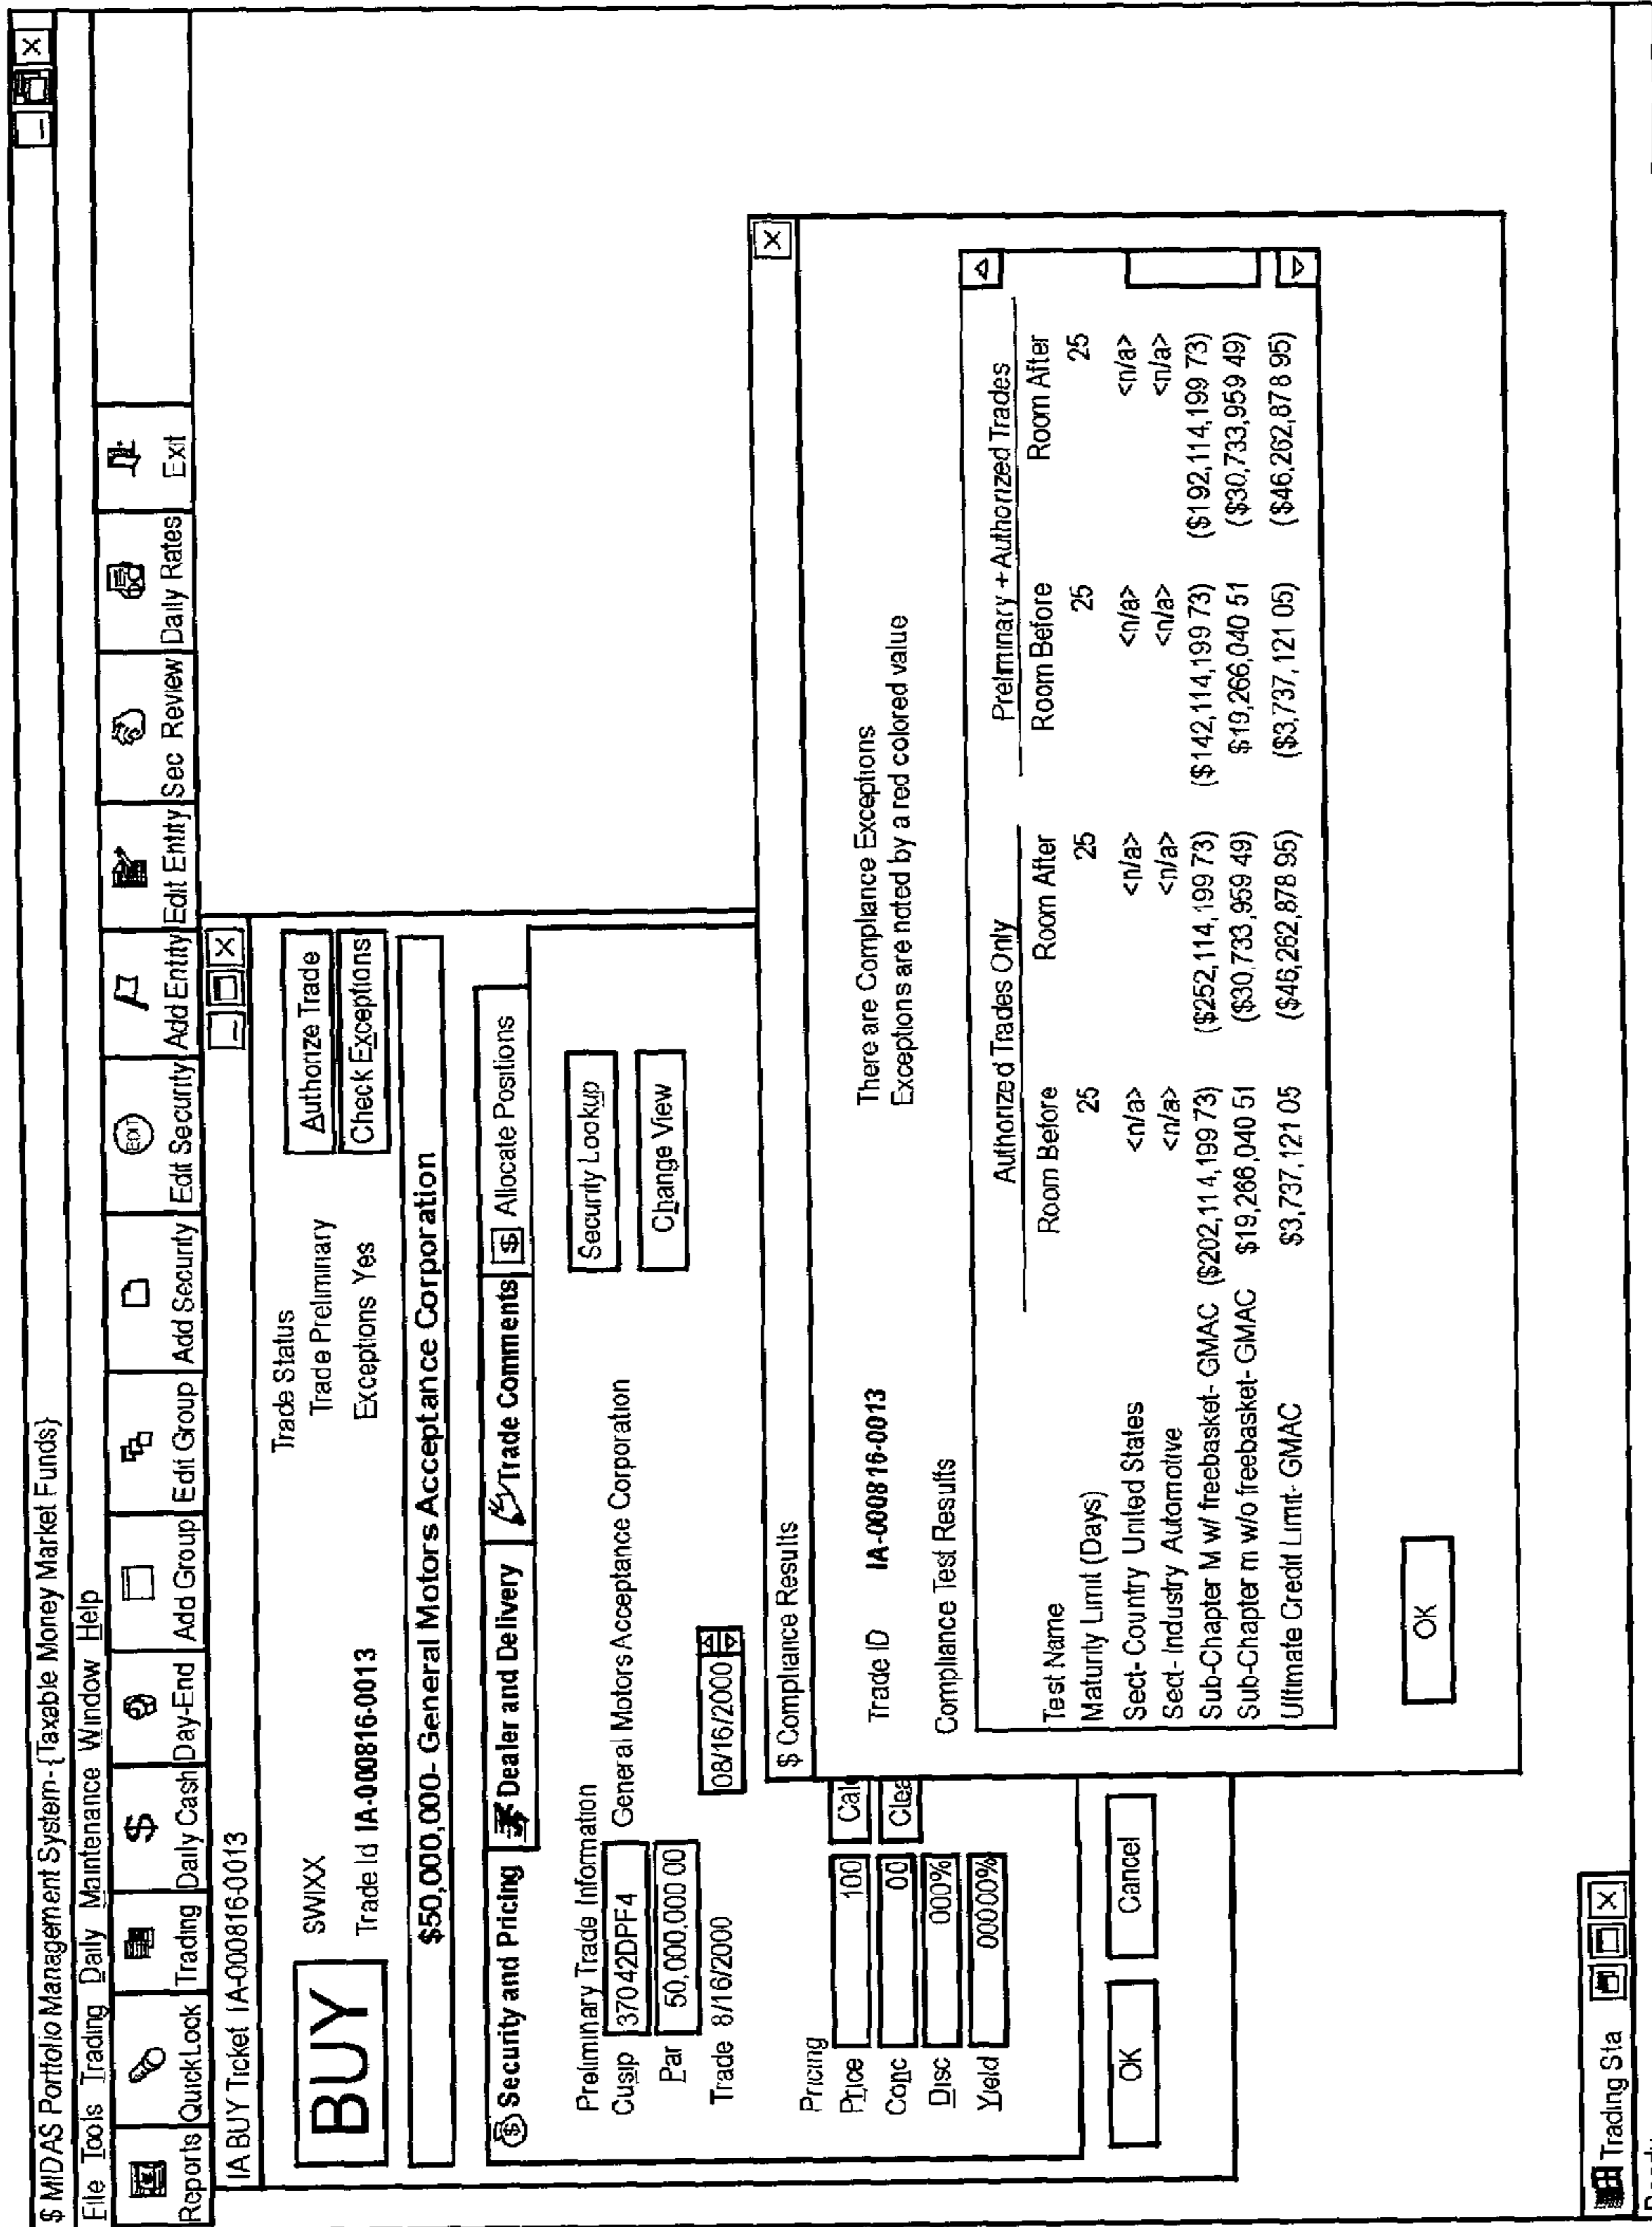 $ MIDAS Portfolio Management System-{Taxable Money Market Funds}
File Tools Trading Daily Maintenance Window Help
Reports QuickLook Trading Daily Cash Day-End Add Group Edit Group Add Security Edit Security Add Entity Edit Entity Sec Review Daily Rates Exit
IA BUY Ticket IA-000816-0013
BUY SWIXX
Trade Id IA-000816-0013
Trade Status
Trade Preliminary
Exceptions Yes
Authorize Trade
Check Exceptions
$50,000,000- General Motors Acceptance Corporation
$ Security and Pricing Dealer and Delivery Trade Comments $ Allocate Positions
Preliminary Trade Information
Cusip 37042DPF4 General Motors Acceptance Corporation
Par 50,000,000 00
Trade 8/16/2000 08/16/2000
Security Lookup
Change View
Pricing
Price 100 Calc
Conc 00 Clea
Disc 000%
Yield 00000%
OK Cancel
$ Compliance Results
Trade ID IA-000816-0013
There are Compliance Exceptions
Exceptions are noted by a red colored value
Compliance Test Results
Authorized Trades Only Preliminary + Authorized Trades
Test Name Room Before Room After Room Before Room After
Maturity Limit (Days) 25 25 25 25
Sect- Country United States <n/a> <n/a> <n/a> <n/a>
Sect- Industry Automotive <n/a> <n/a> <n/a> <n/a>
Sub-Chapter M w/ freebasket- GMAC ($202,114,199 73) ($252,114,199 73) ($142,114,199 73) ($192,114,199 73)
Sub-Chapter m w/o freebasket- GMAC $19,266,040 51 ($30,733,959 49) $19,266,040 51 ($30,733,959 49)
Ultimate Credit Limit- GMAC $3,737,121 05 ($46,262,878 95) ($3,737,121 05) ($46,262,878 95)
OK
Trading Sta